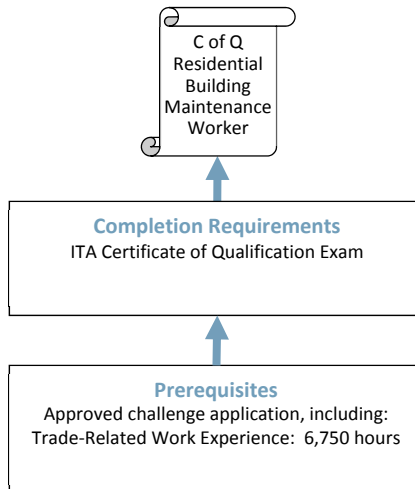 C of Q
Residential
Building
Maintenance
Worker
Completion Requirements
ITA Certificate of Qualification Exam
Prerequisites
Approved challenge application, including:
Trade-Related Work Experience: 6,750 hours